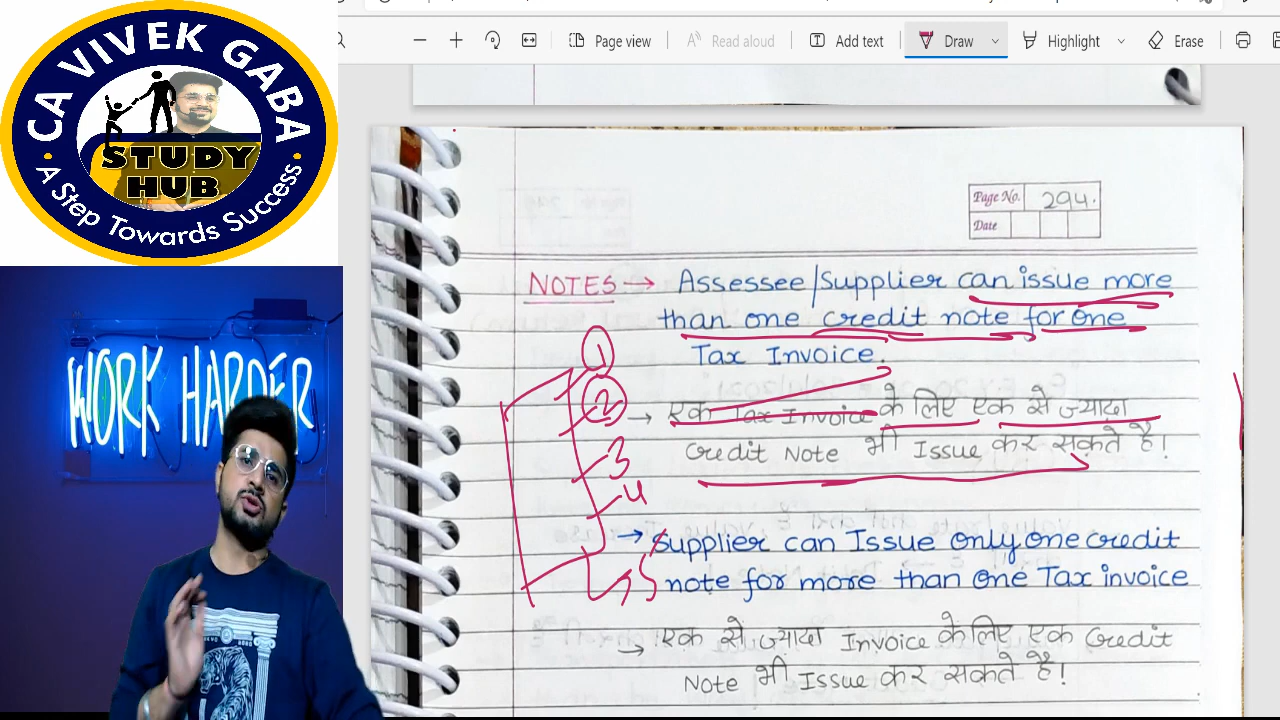 CA VIVEK GABA
STUDY
HUB
A Step Towards Success
WORK HARDER
Page view
Read aloud
Add text
Draw
Highlight
Erase
Page No. 294.
Date
NOTES → Assessee/Supplier can issue more
than one credit note for one
Tax Invoice.
→ एक Tax Invoice के लिए एक से ज्यादा
Credit Note भी Issue कर सकते है।
→ Supplier can Issue only one credit
note for more than one Tax invoice
→ एक से ज्यादा Invoice के लिए एक Credit
Note भी Issue कर सकते है।
1
2
3
4
5